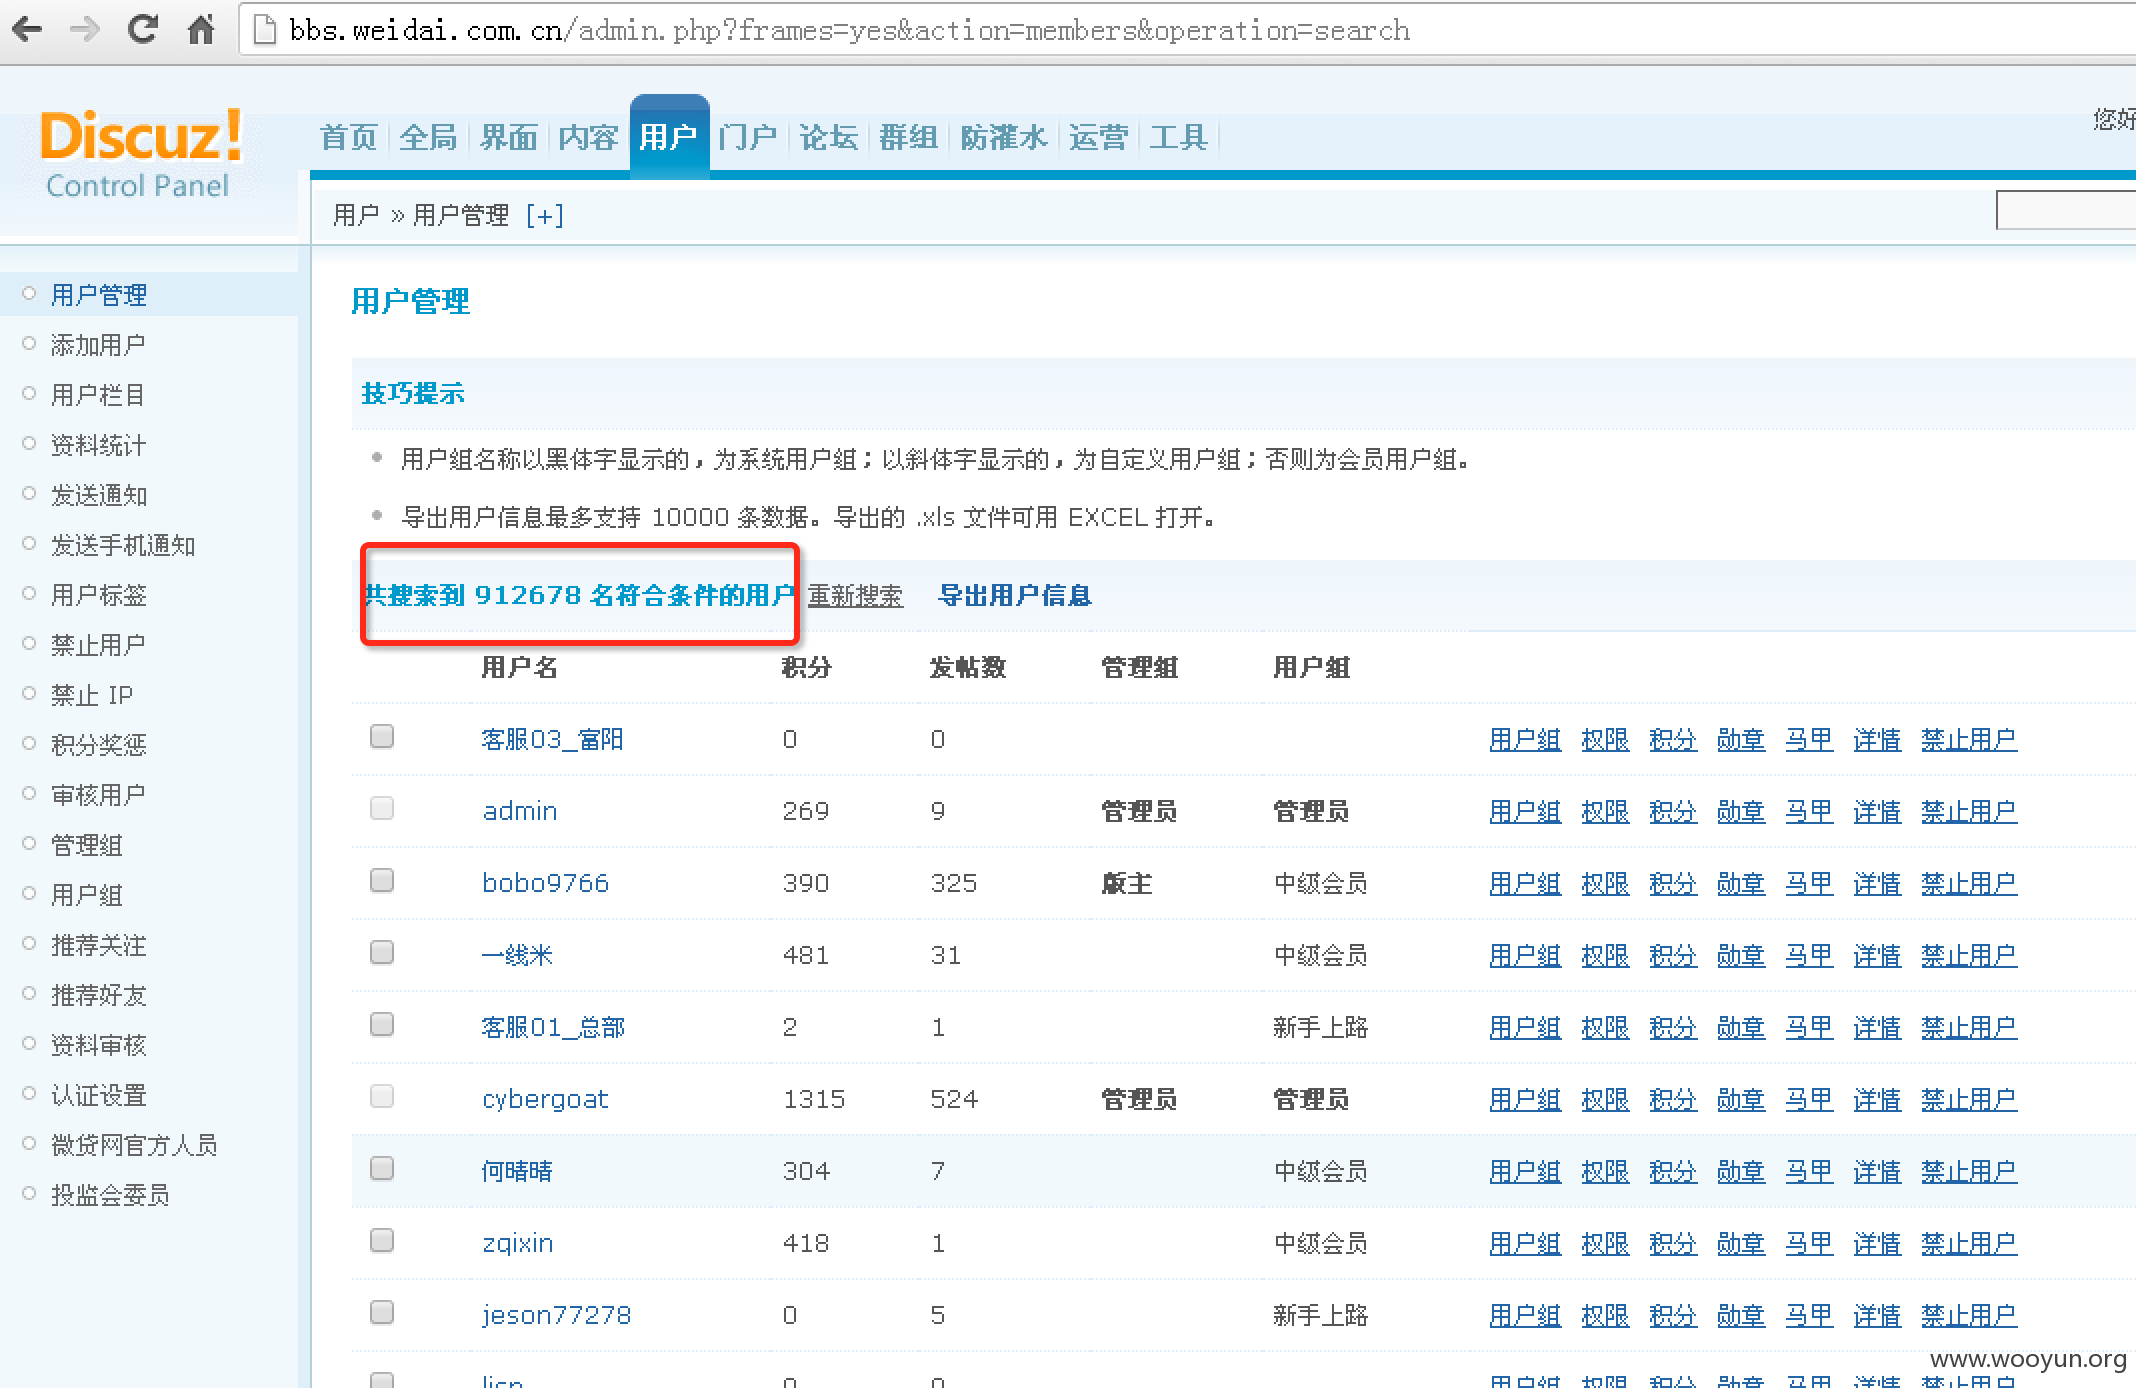 bbs.weidai.com.cn/admin.php?frames=yes&action=members&operation=search
Discuz!
Control Panel
首页 全局 界面 内容 用户 门户 论坛 群组 防灌水 运营 工具
您好
用户 » 用户管理 [+]
用户管理
添加用户
用户栏目
资料统计
发送通知
发送手机通知
用户标签
禁止用户
禁止 IP
积分奖惩
审核用户
管理组
用户组
推荐关注
推荐好友
资料审核
认证设置
微贷网官方人员
投监会委员
用户管理
技巧提示
用户组名称以黑体字显示的，为系统用户组；以斜体字显示的，为自定义用户组；否则为会员用户组。
导出用户信息最多支持 10000 条数据。导出的 .xls 文件可用 EXCEL 打开。
共搜索到 912678 名符合条件的用户 重新搜索 导出用户信息
用户名 积分 发帖数 管理组 用户组
客服03_富阳 0 0 用户组 权限 积分 勋章 马甲 详情 禁止用户
admin 269 9 管理员 管理员 用户组 权限 积分 勋章 马甲 详情 禁止用户
bobo9766 390 325 版主 中级会员 用户组 权限 积分 勋章 马甲 详情 禁止用户
一线米 481 31 中级会员 用户组 权限 积分 勋章 马甲 详情 禁止用户
客服01_总部 2 1 新手上路 用户组 权限 积分 勋章 马甲 详情 禁止用户
cybergoat 1315 524 管理员 管理员 用户组 权限 积分 勋章 马甲 详情 禁止用户
何晴晴 304 7 中级会员 用户组 权限 积分 勋章 马甲 详情 禁止用户
zqixin 418 1 中级会员 用户组 权限 积分 勋章 马甲 详情 禁止用户
jeson77278 0 5 新手上路 用户组 权限 积分 勋章 马甲 详情 禁止用户
0 0 用户组 权限 积分 勋章 马甲 详情 禁止用户
www.wooyun.org